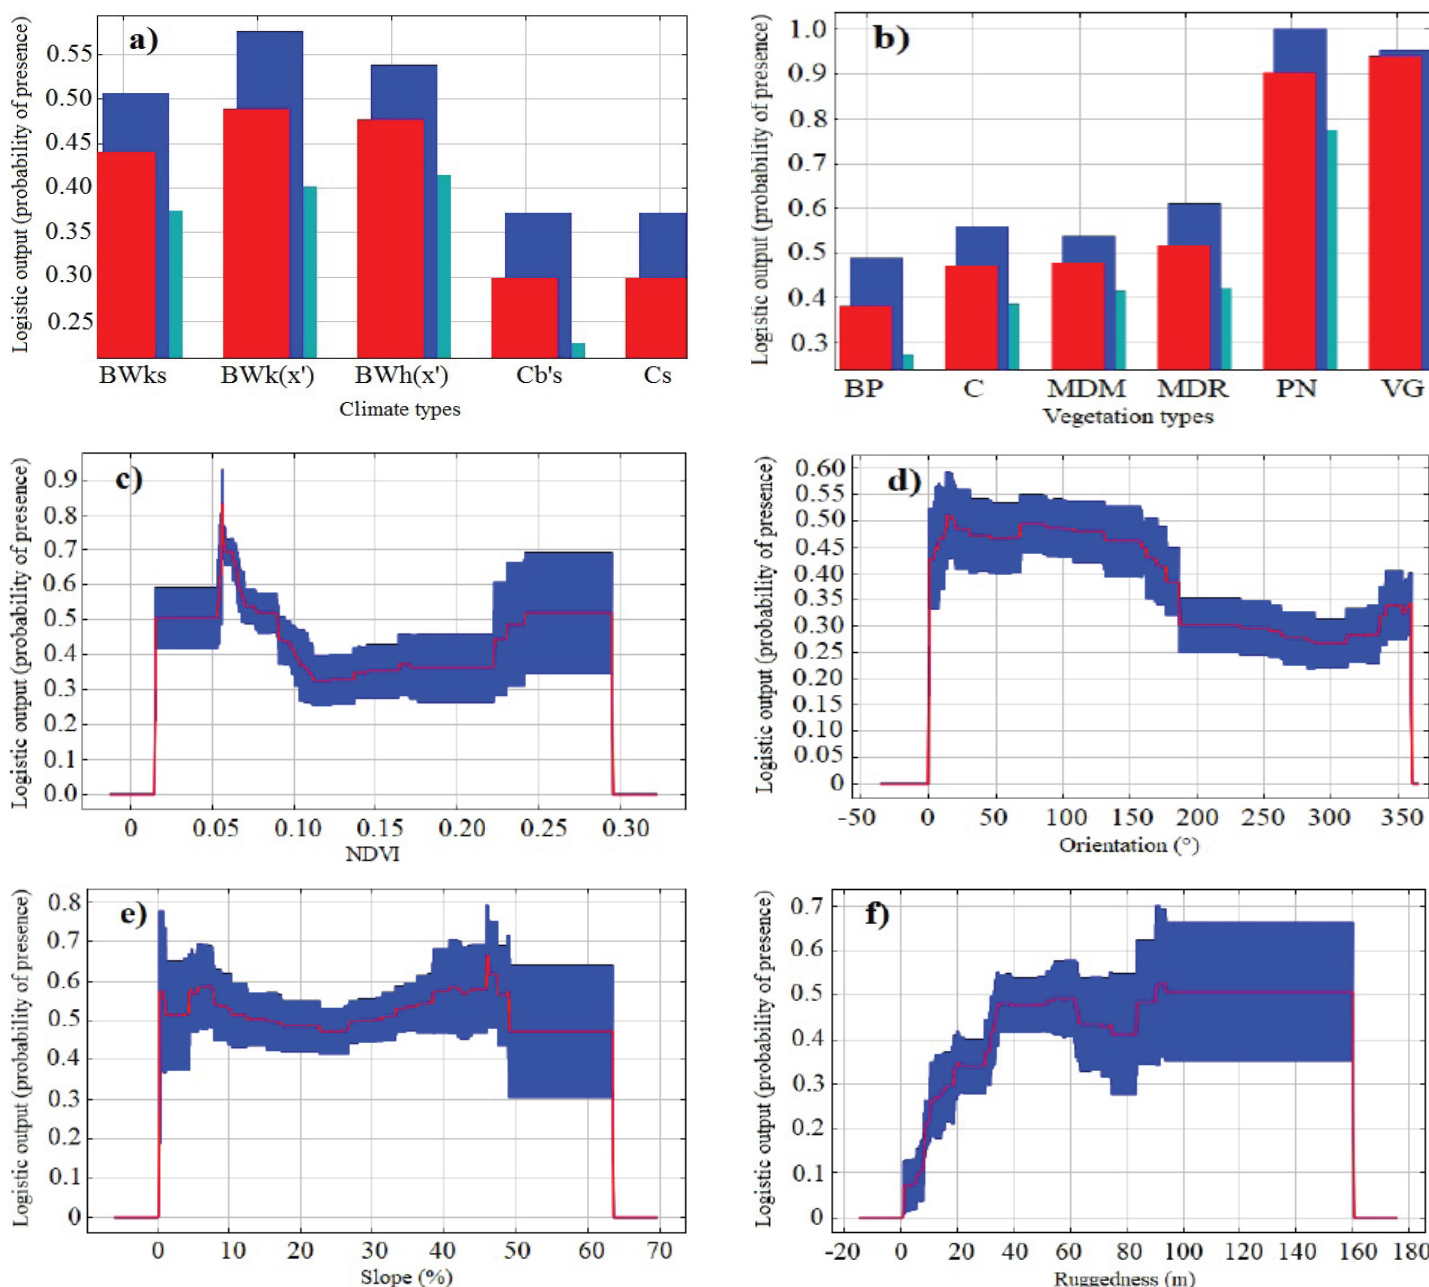 a)
Logistic output (probability of presence)
0.55
0.50
0.45
0.40
0.35
0.30
0.25
BWks BWk(x') BWh(x') Cb's Cs
Climate types
b)
Logistic output (probability of presence)
1.0
0.9
0.8
0.7
0.6
0.5
0.4
0.3
BP C MDM MDR PN VG
Vegetation types
c)
Logistic output (probability of presence)
0.9
0.8
0.7
0.6
0.5
0.4
0.3
0.2
0.1
0.0
0 0.05 0.10 0.15 0.20 0.25 0.30
NDVI
d)
Logistic output (probability of presence)
0.60
0.55
0.50
0.45
0.40
0.35
0.30
0.25
0.20
0.15
0.10
0.05
0
-50 0 50 100 150 200 250 300 350
Orientation (°)
e)
Logistic output (probability of presence)
0.8
0.7
0.6
0.5
0.4
0.3
0.2
0.1
0
0 10 20 30 40 50 60 70
Slope (%)
f)
Logistic output (probability of presence)
0.7
0.6
0.5
0.4
0.3
0.2
0.1
0
-20 0 20 40 60 80 100 120 140 160 180
Ruggedness (m)